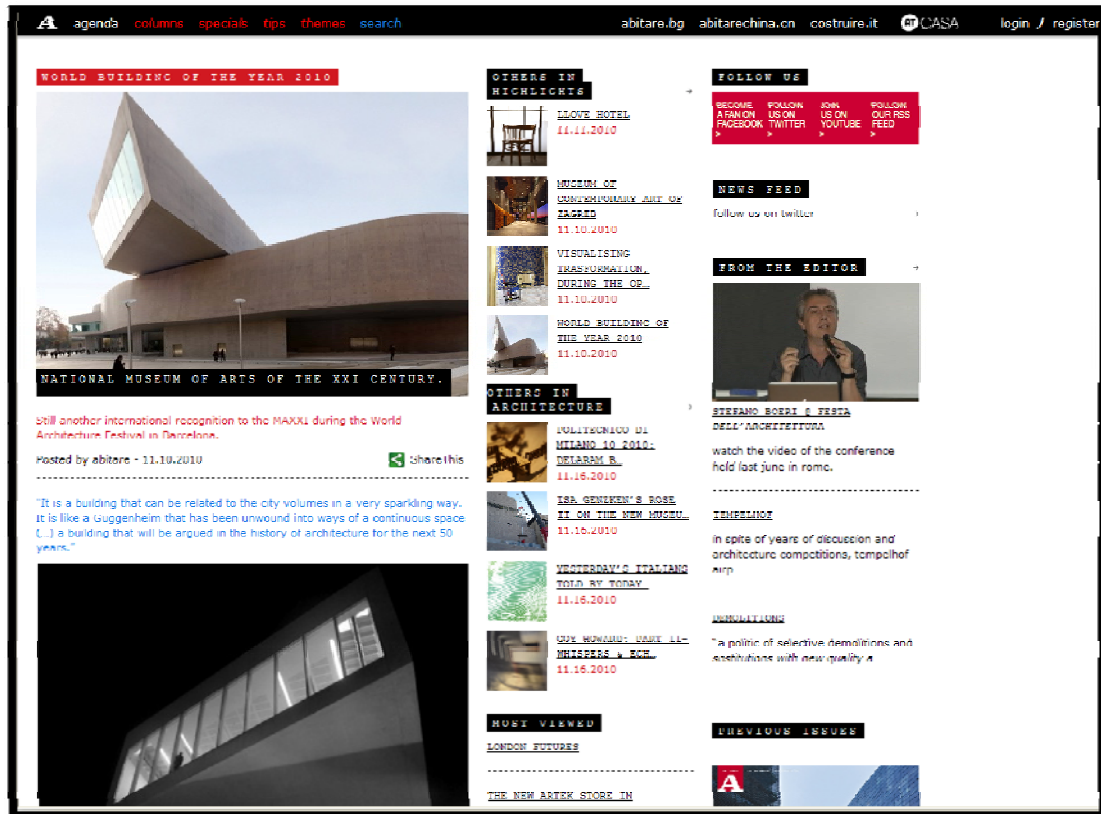 A agenda columns specials tips themes search abitare.bg abitarechina.cn costruire.it AT CASA login / register
WORLD BUILDING OF THE YEAR 2010
NATIONAL MUSEUM OF ARTS OF THE XXI CENTURY.
Still another international recognition to the MAXXI during the World
Architecture Festival in Barcelona.
Posted by abitare - 11.10.2010
ShareThis
"It is a building that can be related to the city volumes in a very sparkling way.
It is like a Guggenheim that has been unwound into ways of a continuous space
(...) a building that will be argued in the history of architecture for the next 50
years."
OTHERS IN
HIGHLIGHTS
LLOVE HOTEL
11.11.2010
MUSEUM OF
CONTEMPORARY ART OF
ZAGREB
11.10.2010
VISUALISING
TRASFORMATION,
DURING THE OP…
11.10.2010
WORLD BUILDING OF
THE YEAR 2010
11.10.2010
OTHERS IN
ARCHITECTURE
POLITECNICO DI
MILANO 10 2010:
DELARAM B…
11.16.2010
ISA GENZKEN'S ROSE
II ON THE NEW MUSEU…
11.16.2010
YESTERDAY'S ITALIANS
TOLD BY TODAY…
11.16.2010
HOWARD: PART II-
WHISPERS & ECH…
11.16.2010
MOST VIEWED
LONDON FUTURES
THE NEW ARTEK STORE IN
FOLLOW US
BECOME
A FAN ON
FACEBOOK
>
FOLLOW
US ON
TWITTER
>
JOIN
US ON
YOUTUBE
>
FOLLOW
OUR RSS
FEED
>
NEWS FEED
follow us on twitter
FROM THE EDITOR
STEFANO BOERI @ FESTA
DELL'ARCHITETTURA
watch the video of the conference
held last june in rome.
TEMPELHOF
in spite of years of discussion and
architecture competitions, tempelhof
airp
DEMOLITIONS
"a politic of selective demolitions and
sostitutions with new quality a
PREVIOUS ISSUES
A